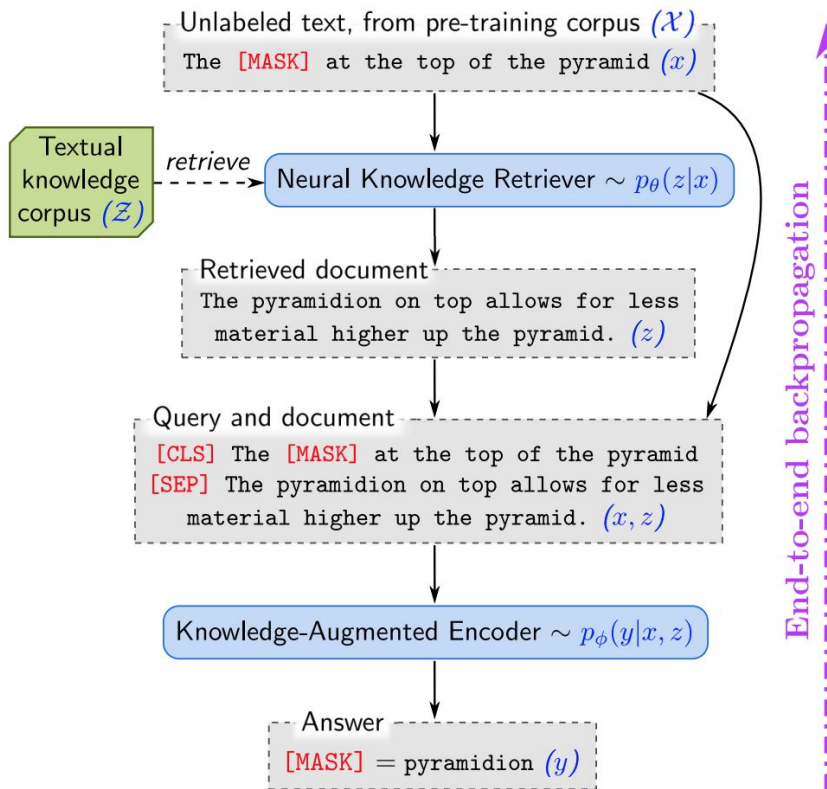 Unlabeled text, from pre-training corpus (𝒳)
The [MASK] at the top of the pyramid (x)
Textual
knowledge
corpus (𝒵)
retrieve
Neural Knowledge Retriever ∼ pθ(z|x)
Retrieved document
The pyramidion on top allows for less
material higher up the pyramid. (z)
Query and document
[CLS] The [MASK] at the top of the pyramid
[SEP] The pyramidion on top allows for less
material higher up the pyramid. (x, z)
Knowledge-Augmented Encoder ∼ pϕ(y|x, z)
Answer
[MASK] = pyramidion (y)
End-to-end backpropagation